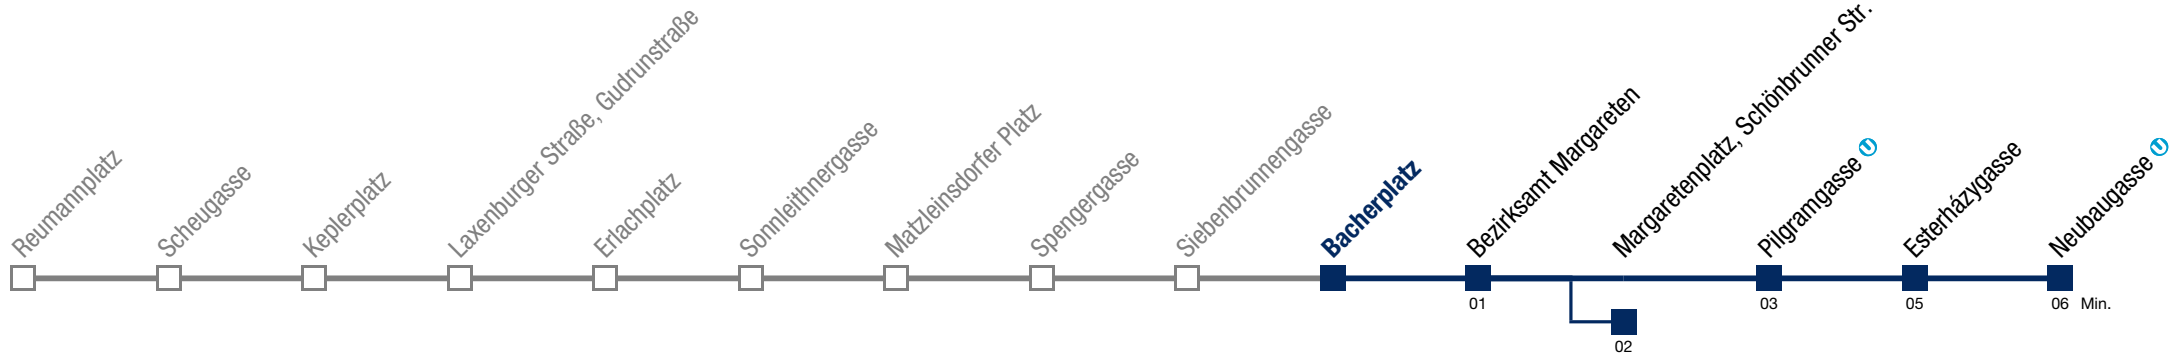 Reumannplatz
Scheugasse
Keplerplatz
Laxenburger Straße, Gudrunstraße
Erlachplatz
Sonnleithnergasse
Matzleinsdorfer Platz
Spengergasse
Siebenbrunnengasse
Bacherplatz
Bezirksamt Margareten
Margaretenplatz, Schönbrunner Str.
Pilgramgasse
Esterházygasse
Neubaugasse
01
03
05
06 Min.
02